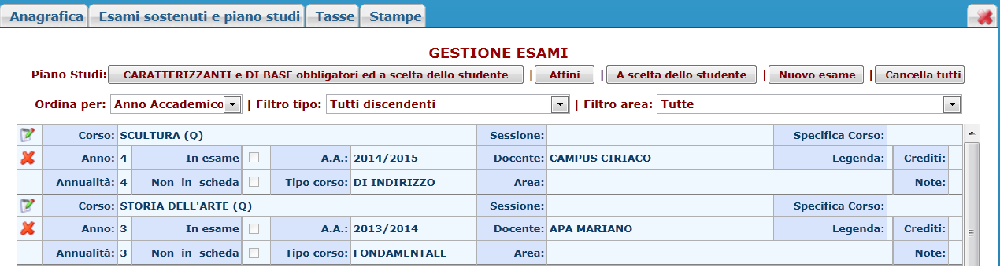 Anagrafica Esami sostenuti e piano studi Tasse Stampe
GESTIONE ESAMI
Piano Studi: CARATTERIZZANTI e DI BASE obbligatori ed a scelta dello studente | Affini | A scelta dello studente | Nuovo esame | Cancella tutti
Ordina per: Anno Accademico | Filtro tipo: Tutti discendenti | Filtro area: Tutte
Corso: SCULTURA (Q) Sessione: Specifica Corso:
Anno: 4 In esame A.A.: 2014/2015 Docente: CAMPUS CIRIACO Legenda: Crediti:
Annualità: 4 Non in scheda Tipo corso: DI INDIRIZZO Area: Note:
Corso: STORIA DELL'ARTE (Q) Sessione: Specifica Corso:
Anno: 3 In esame A.A.: 2013/2014 Docente: APA MARIANO Legenda: Crediti:
Annualità: 3 Non in scheda Tipo corso: FONDAMENTALE Area: Note: